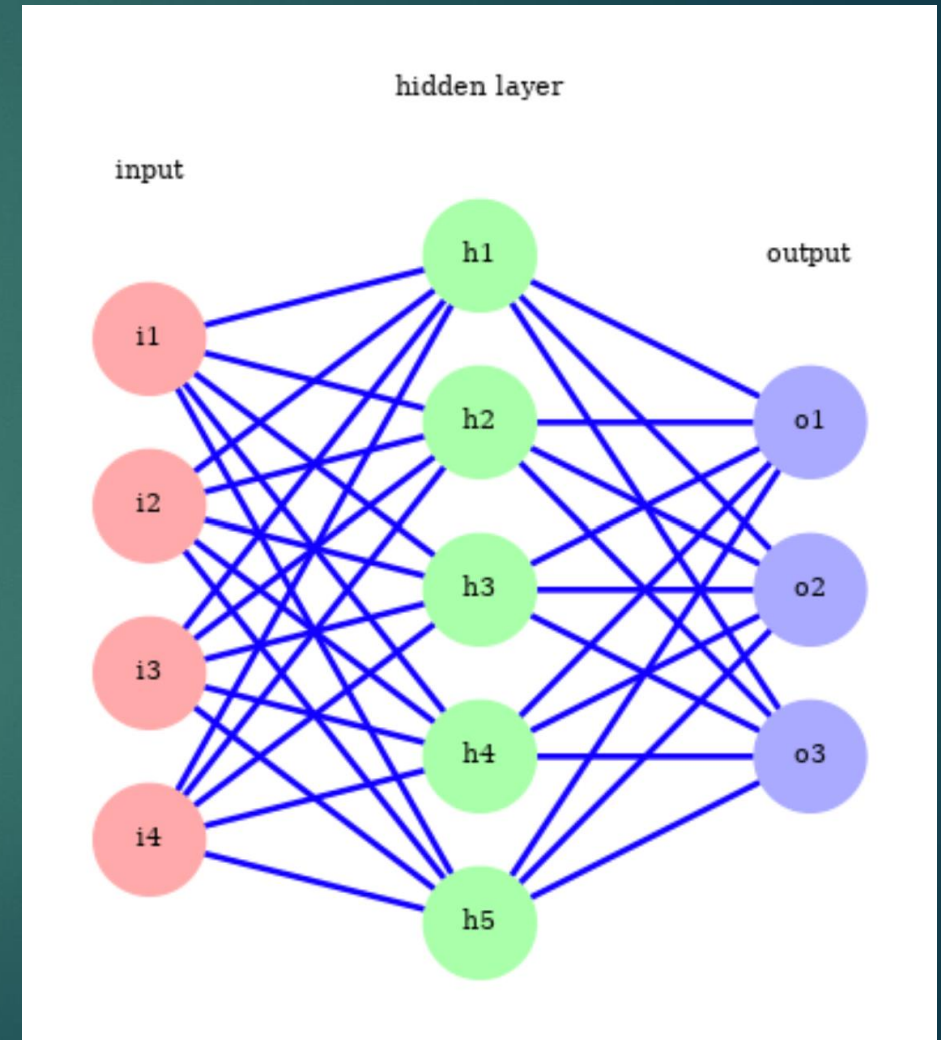 hidden layer
input
output
i1
i2
i3
i4
h1
h2
h3
h4
h5
o1
o2
o3